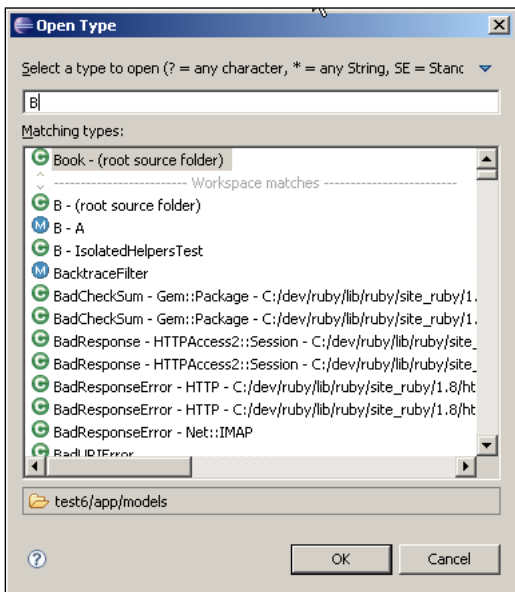 Open Type
Select a type to open (? = any character, * = any String, SE = Stanc
B
Matching types:
Book - (root source folder)
---------------------- Workspace matches ----------------------
B - (root source folder)
B - A
B - IsolatedHelpersTest
BacktraceFilter
BadCheckSum - Gem::Package - C:/dev/ruby/lib/ruby/site_ruby/1.
BadCheckSum - Gem::Package - C:/dev/ruby/lib/ruby/site_ruby/1.
BadResponse - HTTPAccess2::Session - C:/dev/ruby/lib/ruby/site_
BadResponse - HTTPAccess2::Session - C:/dev/ruby/lib/ruby/site_
BadResponseError - HTTP - C:/dev/ruby/lib/ruby/site_ruby/1.8/ht
BadResponseError - HTTP - C:/dev/ruby/lib/ruby/site_ruby/1.8/ht
BadResponseError - Net::IMAP
BadURIError
test6/app/models
OK Cancel